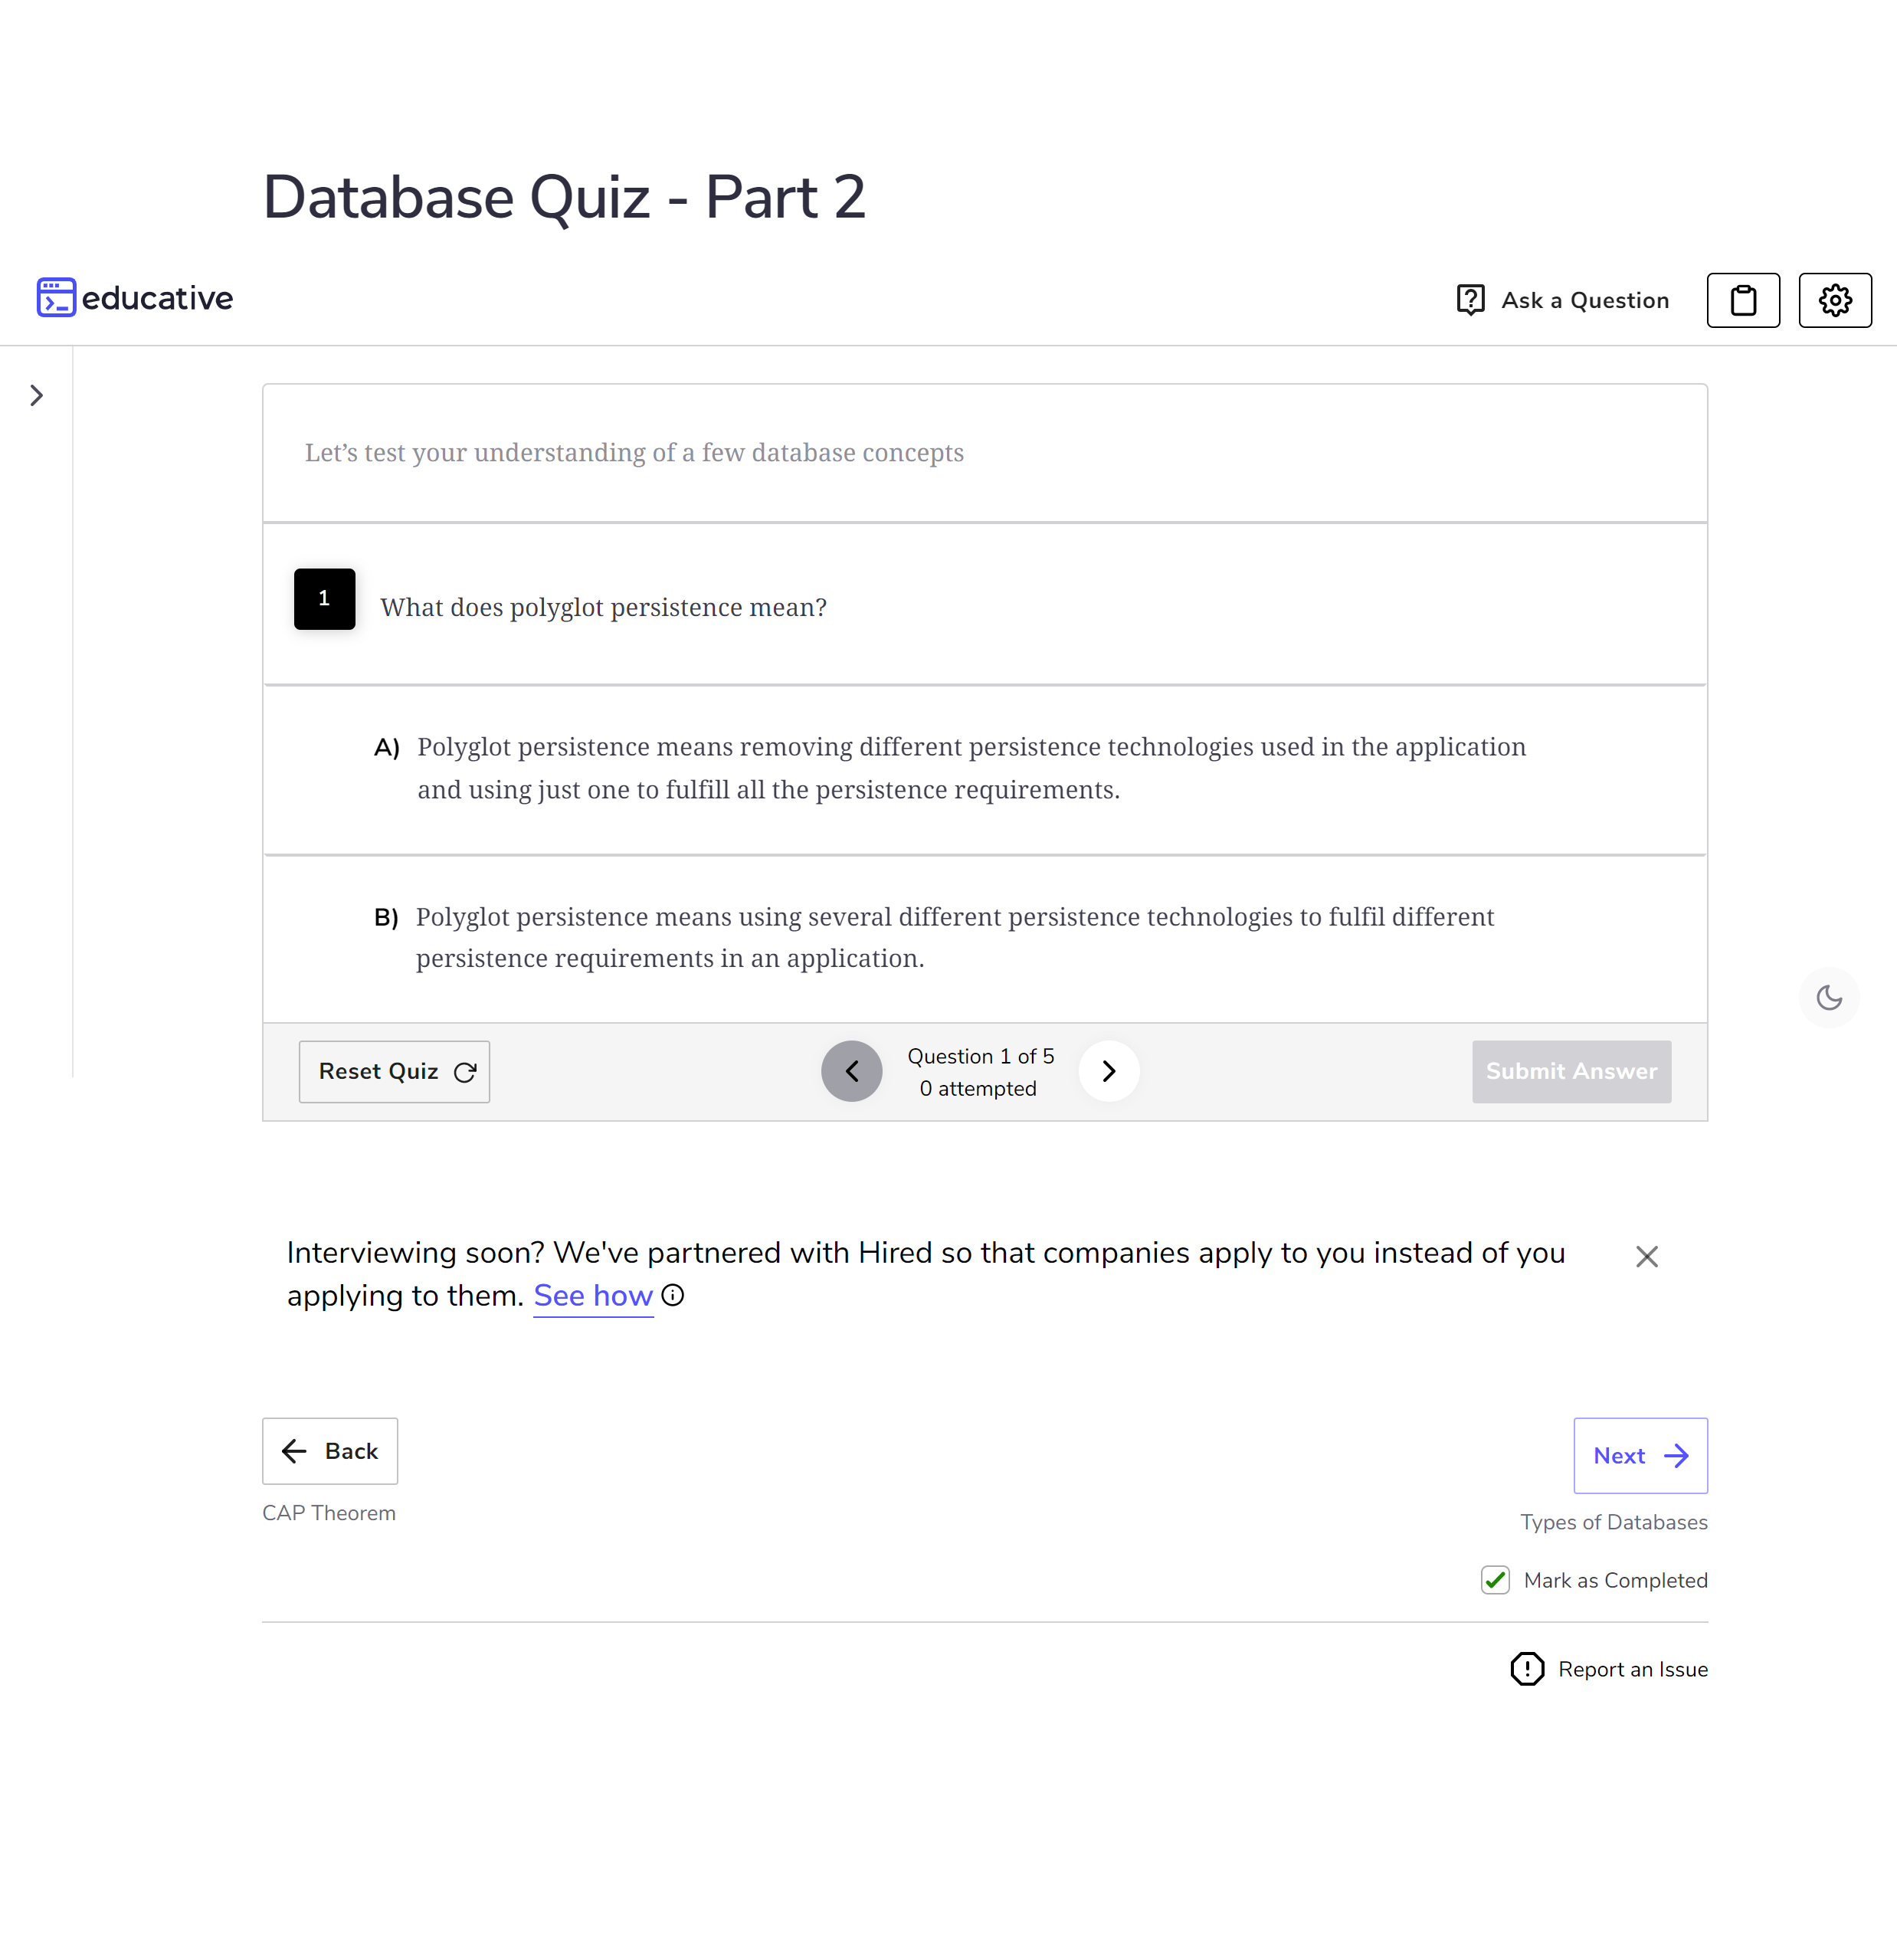 Database Quiz - Part 2
educative
Ask a Question
Let’s test your understanding of a few database concepts
1
What does polyglot persistence mean?
A) Polyglot persistence means removing different persistence technologies used in the application
and using just one to fulfill all the persistence requirements.
B) Polyglot persistence means using several different persistence technologies to fulfil different
persistence requirements in an application.
Reset Quiz
Question 1 of 5
0 attempted
Submit Answer
Interviewing soon? We've partnered with Hired so that companies apply to you instead of you
applying to them. See how
Back
Next
CAP Theorem
Types of Databases
Mark as Completed
Report an Issue